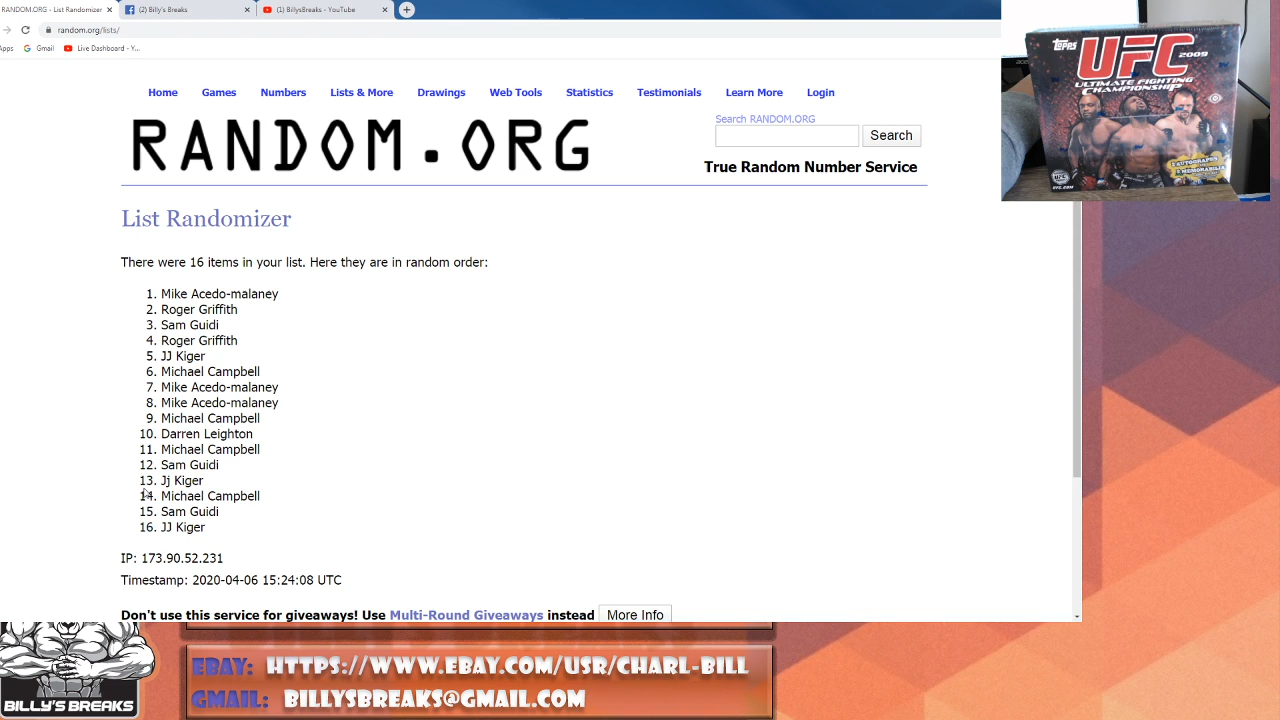 RANDOM.ORG - List Randomizer
(2) Billy's Breaks
(1) BillysBreaks - YouTube
random.org/lists/
Apps
Gmail
Live Dashboard - Y...
Home
Games
Numbers
Lists & More
Drawings
Web Tools
Statistics
Testimonials
Learn More
Login
RANDOM.ORG
Search RANDOM.ORG
Search
True Random Number Service
List Randomizer
There were 16 items in your list. Here they are in random order:
1. Mike Acedo-malaney
2. Roger Griffith
3. Sam Guidi
4. Roger Griffith
5. JJ Kiger
6. Michael Campbell
7. Mike Acedo-malaney
8. Mike Acedo-malaney
9. Michael Campbell
10. Darren Leighton
11. Michael Campbell
12. Sam Guidi
13. Jj Kiger
14. Michael Campbell
15. Sam Guidi
16. JJ Kiger
IP: 173.90.52.231
Timestamp: 2020-04-06 15:24:08 UTC
Don't use this service for giveaways! Use Multi-Round Giveaways instead
More Info
Topps
UFC
2009
ULTIMATE FIGHTING
CHAMPIONSHIP
2 AUTOGRAPHS
MEMORABILIA
UFC.COM
BILLY'S BREAKS
EBAY: HTTPS://WWW.EBAY.COM/USR/CHARL-BILL
GMAIL: BILLYSBREAKS@GMAIL.COM